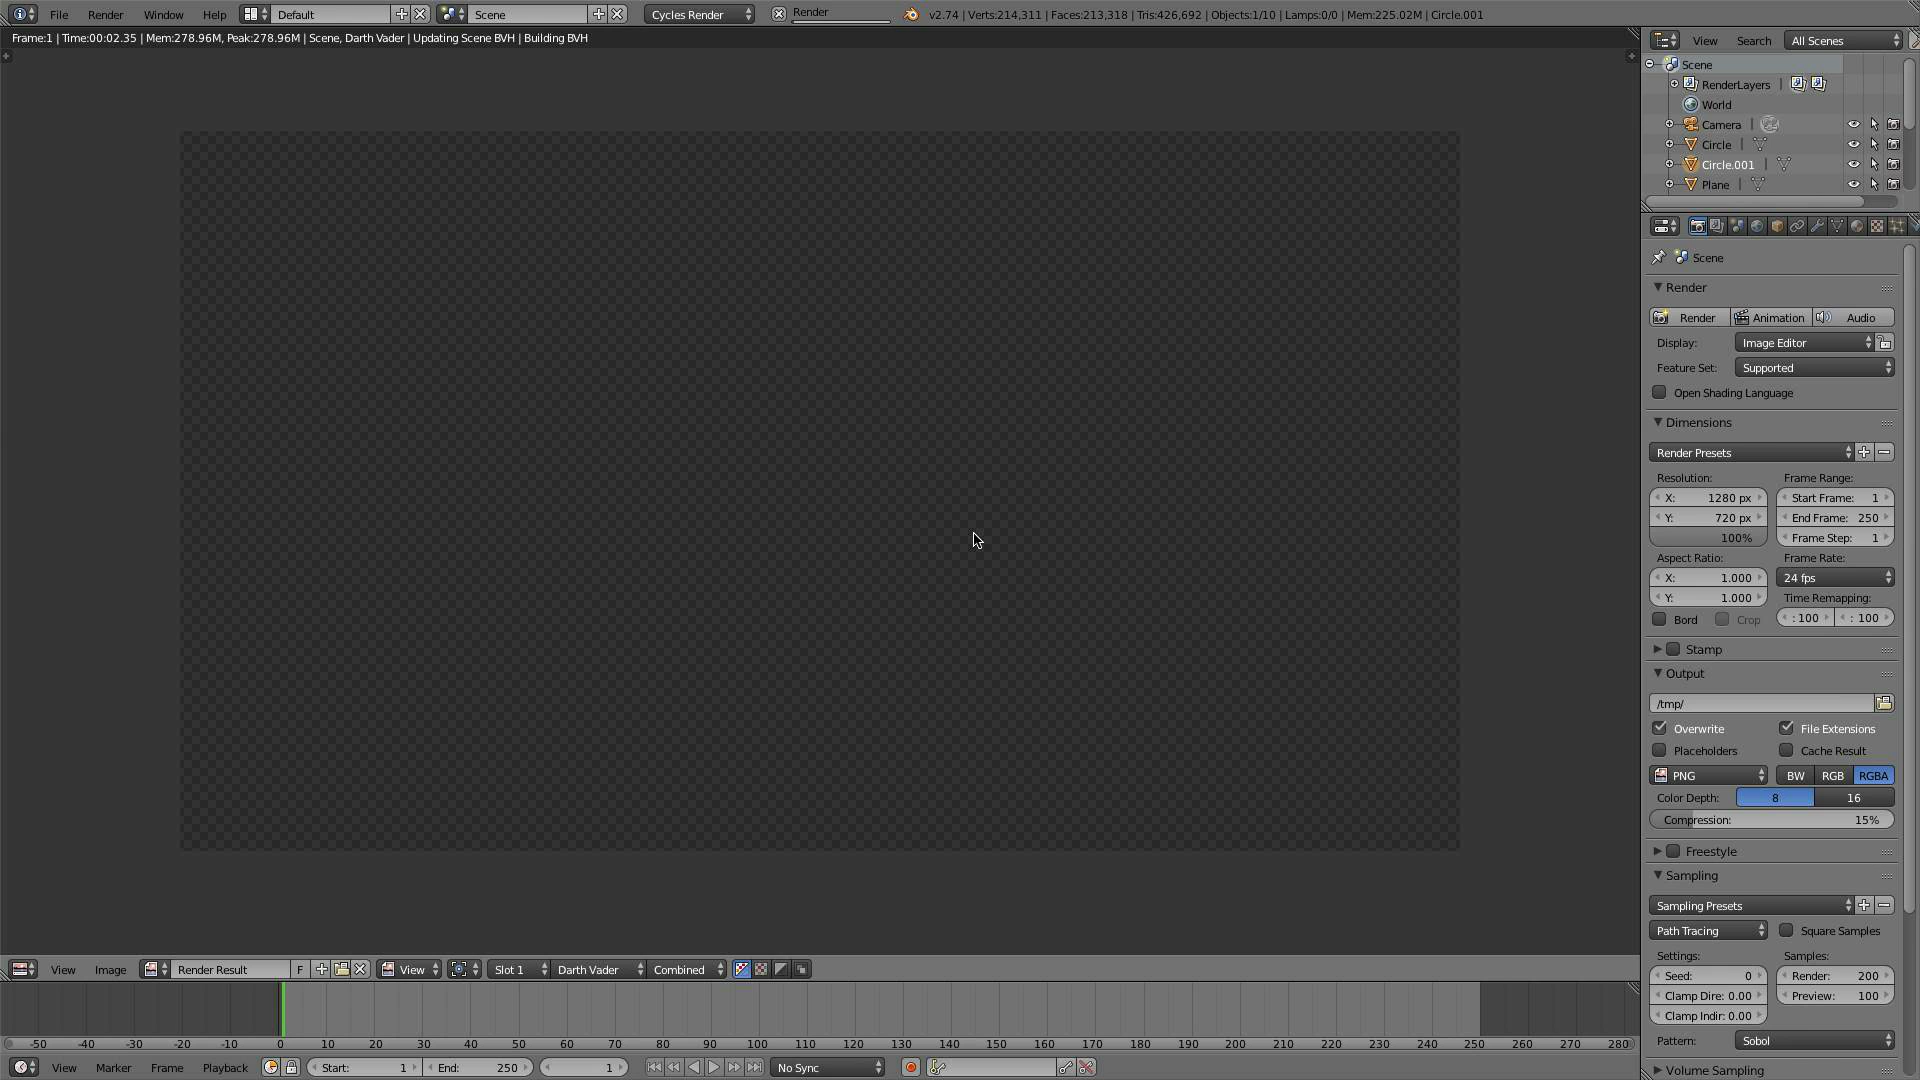 File Render Window Help Default Scene Cycles Render Render v2.74 | Verts:214,311 | Faces:213,318 | Tris:426,692 | Objects:1/10 | Lamps:0/0 | Mem:225.02M | Circle.001
Frame:1 | Time:00:02.35 | Mem:278.96M, Peak:278.96M | Scene, Darth Vader | Updating Scene BVH | Building BVH
View Search All Scenes
Scene
RenderLayers
World
Camera
Circle
Circle.001
Plane
Scene
Render
Render Animation Audio
Display: Image Editor
Feature Set: Supported
Open Shading Language
Dimensions
Render Presets
Resolution: Frame Range:
X: 1280 px Start Frame: 1
Y: 720 px End Frame: 250
100% Frame Step: 1
Aspect Ratio: Frame Rate:
X: 1.000 24 fps
Y: 1.000 Time Remapping:
Bord Crop : 100 : 100
Stamp
Output
/tmp/
Overwrite File Extensions
Placeholders Cache Result
PNG BW RGB RGBA
Color Depth: 8 16
Compression: 15%
Freestyle
Sampling
Sampling Presets
Path Tracing Square Samples
Settings: Samples:
Seed: 0 Render: 200
Clamp Dire: 0.00 Preview: 100
Clamp Indir: 0.00
Pattern: Sobol
Volume Sampling
View Image Render Result F View Slot 1 Darth Vader Combined
-50 -40 -30 -20 -10 0 10 20 30 40 50 60 70 80 90 100 110 120 130 140 150 160 170 180 190 200 210 220 230 240 250 260 270 280
View Marker Frame Playback Start: 1 End: 250 1 No Sync